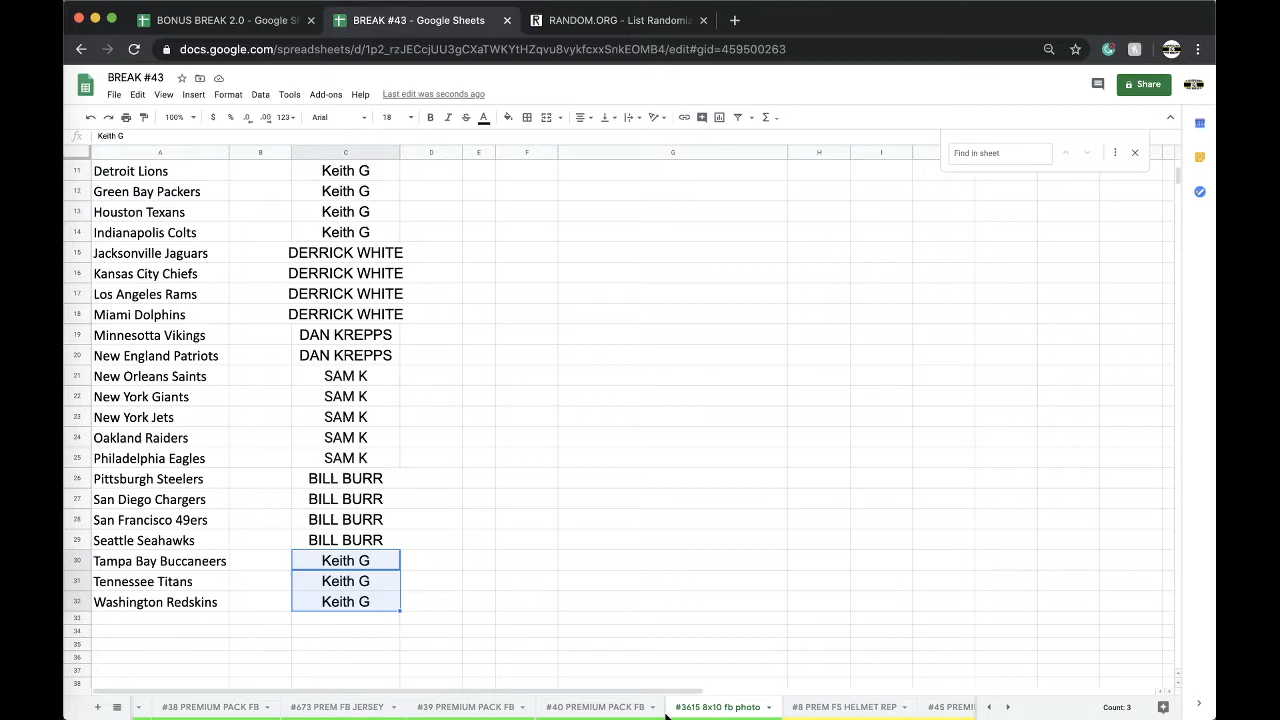 BONUS BREAK 2.0 - Google S
BREAK #43 - Google Sheets
RANDOM.ORG - List Randomiz
docs.google.com/spreadsheets/d/1p2_rzJECcjUU3gCXaTWKYtHZqvu8vykfcxxSnkEOMB4/edit#gid=459500263
BREAK #43
File Edit View Insert Format Data Tools Add-ons Help Last edit was seconds ago
Share
100% $ % .0 .00 123 Arial 18 B I S A
fx Keith G
Find in sheet
A B C D E F G H I
11 Detroit Lions Keith G
12 Green Bay Packers Keith G
13 Houston Texans Keith G
14 Indianapolis Colts Keith G
15 Jacksonville Jaguars DERRICK WHITE
16 Kansas City Chiefs DERRICK WHITE
17 Los Angeles Rams DERRICK WHITE
18 Miami Dolphins DERRICK WHITE
19 Minnesotta Vikings DAN KREPPS
20 New England Patriots DAN KREPPS
21 New Orleans Saints SAM K
22 New York Giants SAM K
23 New York Jets SAM K
24 Oakland Raiders SAM K
25 Philadelphia Eagles SAM K
26 Pittsburgh Steelers BILL BURR
27 San Diego Chargers BILL BURR
28 San Francisco 49ers BILL BURR
29 Seattle Seahawks BILL BURR
30 Tampa Bay Buccaneers Keith G
31 Tennessee Titans Keith G
32 Washington Redskins Keith G
33
34
35
36
37
38
#38 PREMIUM PACK FB #673 PREM FB JERSEY #39 PREMIUM PACK FB #40 PREMIUM PACK FB #3615 8x10 fb photo #8 PREM FS HELMET REP #45 PREMI Count: 3